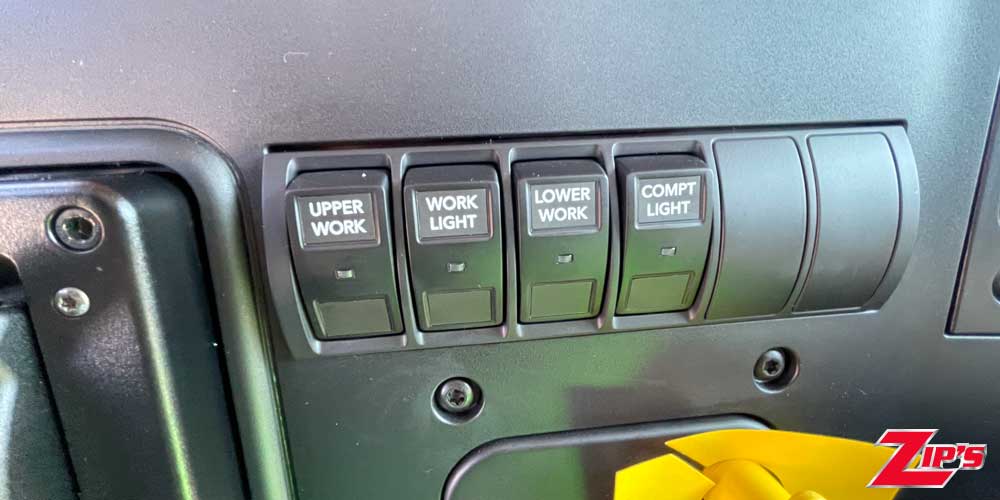 UPPER
WORK
WORK
LIGHT
LOWER
WORK
COMPT
LIGHT
ZIP'S